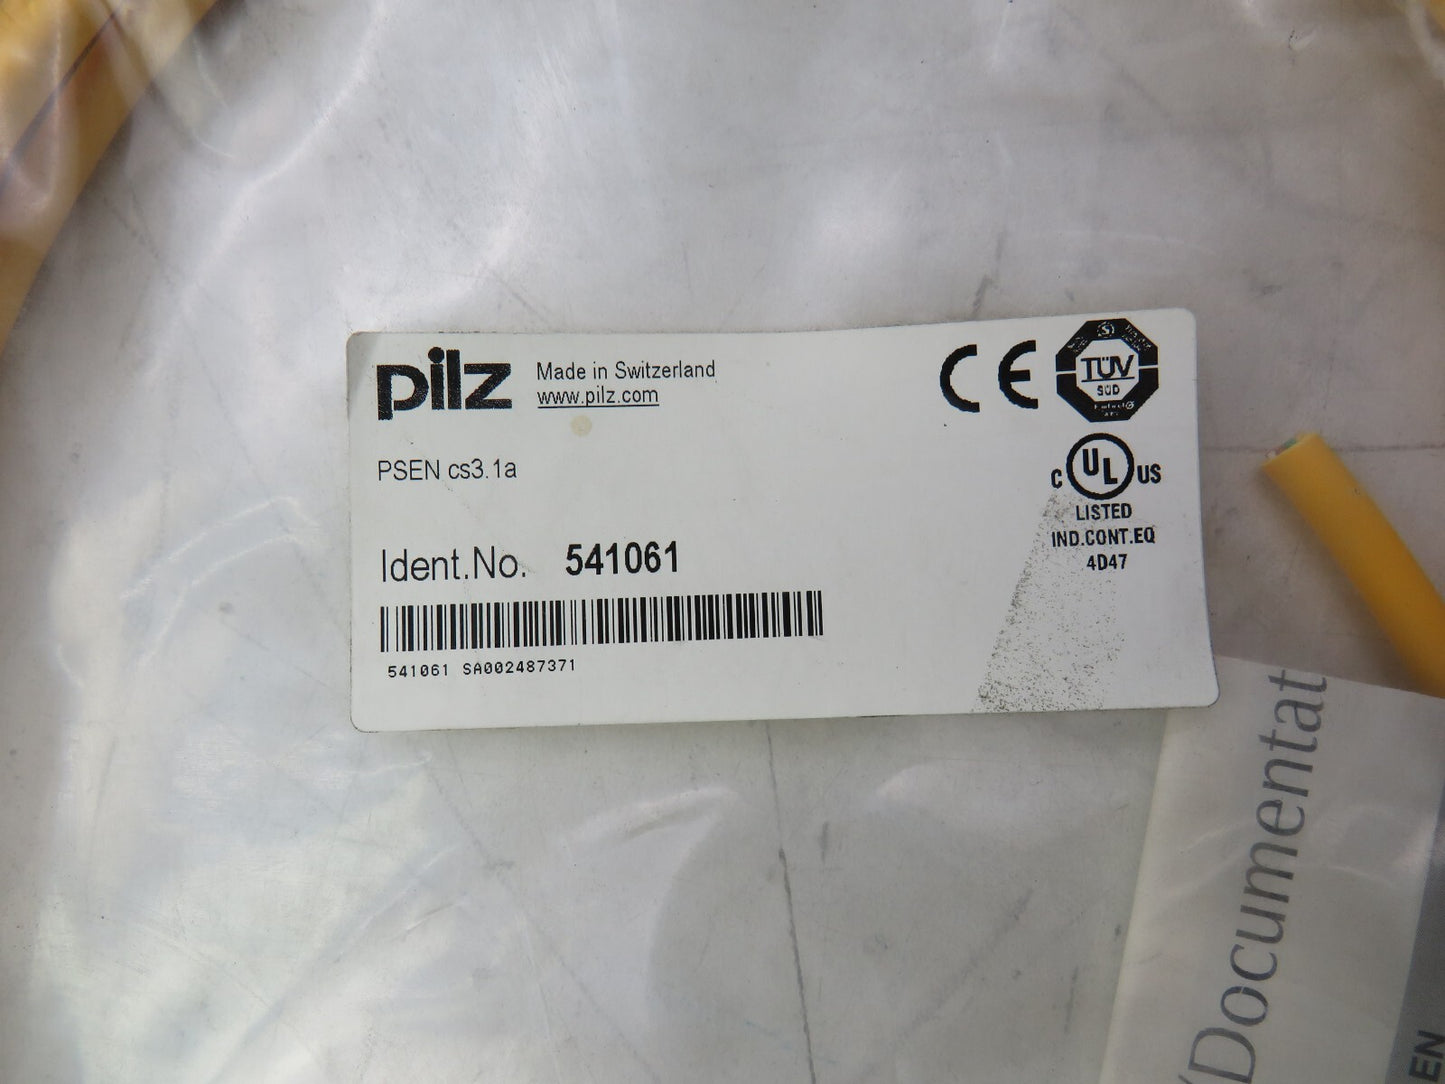 pilz
Made in Switzerland
www.pilz.com
CE
TÜV
SÜD
PSEN cs3.1a
C UL US
LISTED
IND.CONT.EQ
4D47
Ident.No. 541061
541061 SA002487371
/Documentat
EN